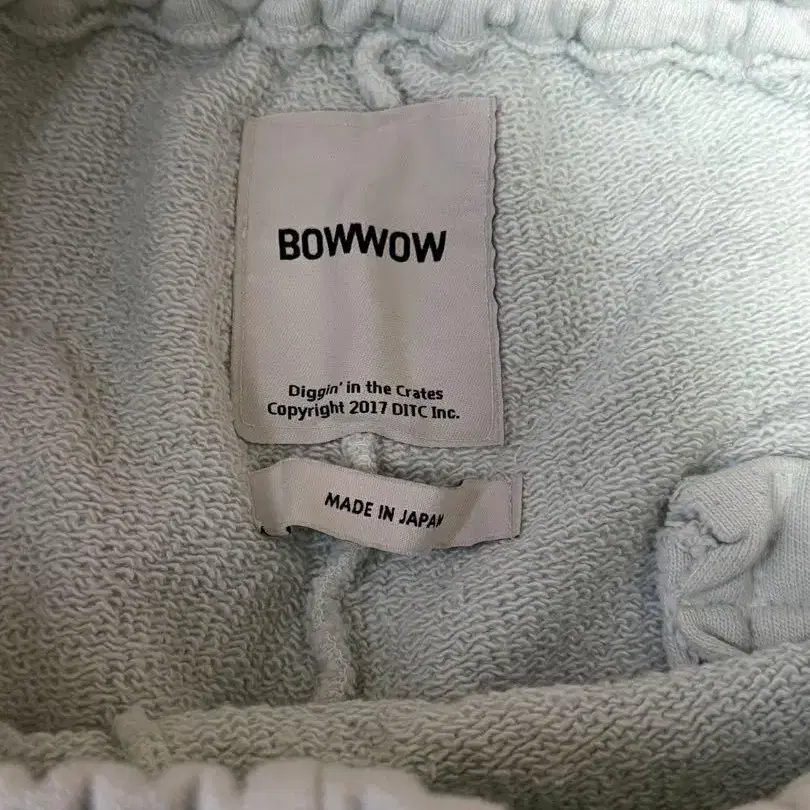 BOWWOW
Diggin' in the Crates
Copyright 2017 DITC Inc.
MADE IN JAPAN